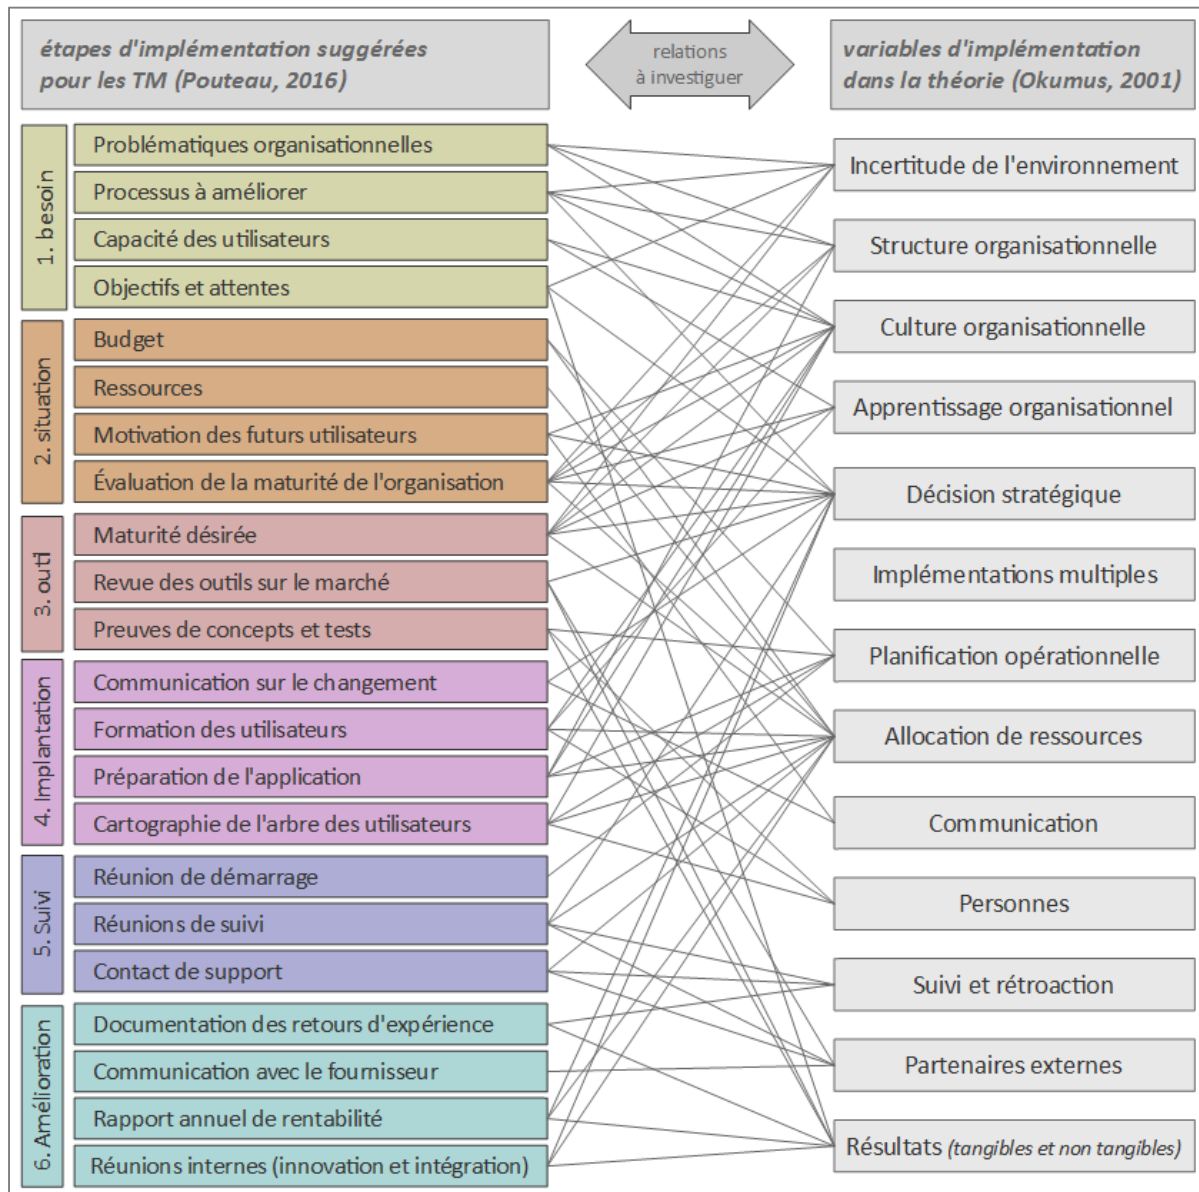 étapes d'implémentation suggérées
pour les TM (Pouteau, 2016)
relations
à investiguer
variables d'implémentation
dans la théorie (Okumus, 2001)
1. besoin
Problématiques organisationnelles
Processus à améliorer
Capacité des utilisateurs
Objectifs et attentes
2. situation
Budget
Ressources
Motivation des futurs utilisateurs
Évaluation de la maturité de l'organisation
3. outil
Maturité désirée
Revue des outils sur le marché
Preuves de concepts et tests
4. Implantation
Communication sur le changement
Formation des utilisateurs
Préparation de l'application
Cartographie de l'arbre des utilisateurs
5. Suivi
Réunion de démarrage
Réunions de suivi
Contact de support
6. Amélioration
Documentation des retours d'expérience
Communication avec le fournisseur
Rapport annuel de rentabilité
Réunions internes (innovation et intégration)
Incertitude de l'environnement
Structure organisationnelle
Culture organisationnelle
Apprentissage organisationnel
Décision stratégique
Implémentations multiples
Planification opérationnelle
Allocation de ressources
Communication
Personnes
Suivi et rétroaction
Partenaires externes
Résultats (tangibles et non tangibles)